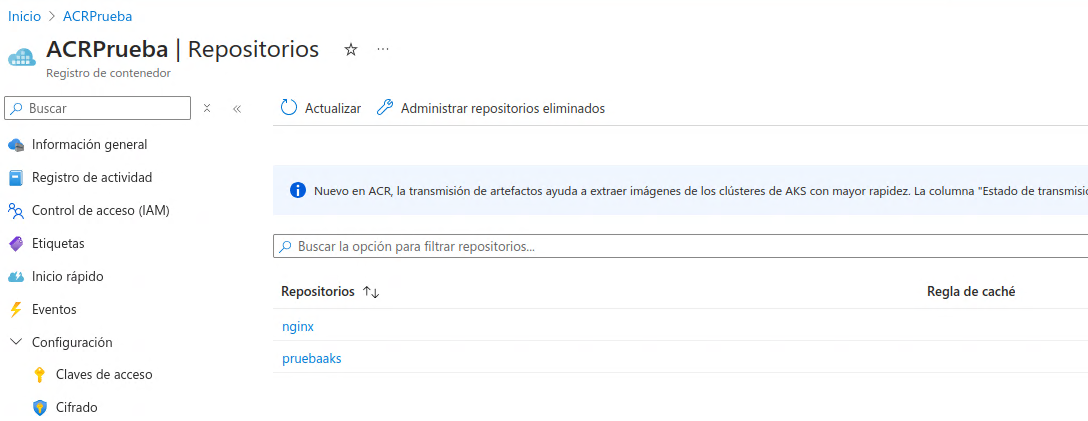 Inicio > ACRPrueba
ACRPrueba | Repositorios
Registro de contenedor
Buscar
Actualizar
Administrar repositorios eliminados
Información general
Registro de actividad
Control de acceso (IAM)
Etiquetas
Inicio rápido
Eventos
Configuración
Claves de acceso
Cifrado
Nuevo en ACR, la transmisión de artefactos ayuda a extraer imágenes de los clústeres de AKS con mayor rapidez. La columna "Estado de transmisi
Buscar la opción para filtrar repositorios...
Repositorios
Regla de caché
nginx
pruebaaks